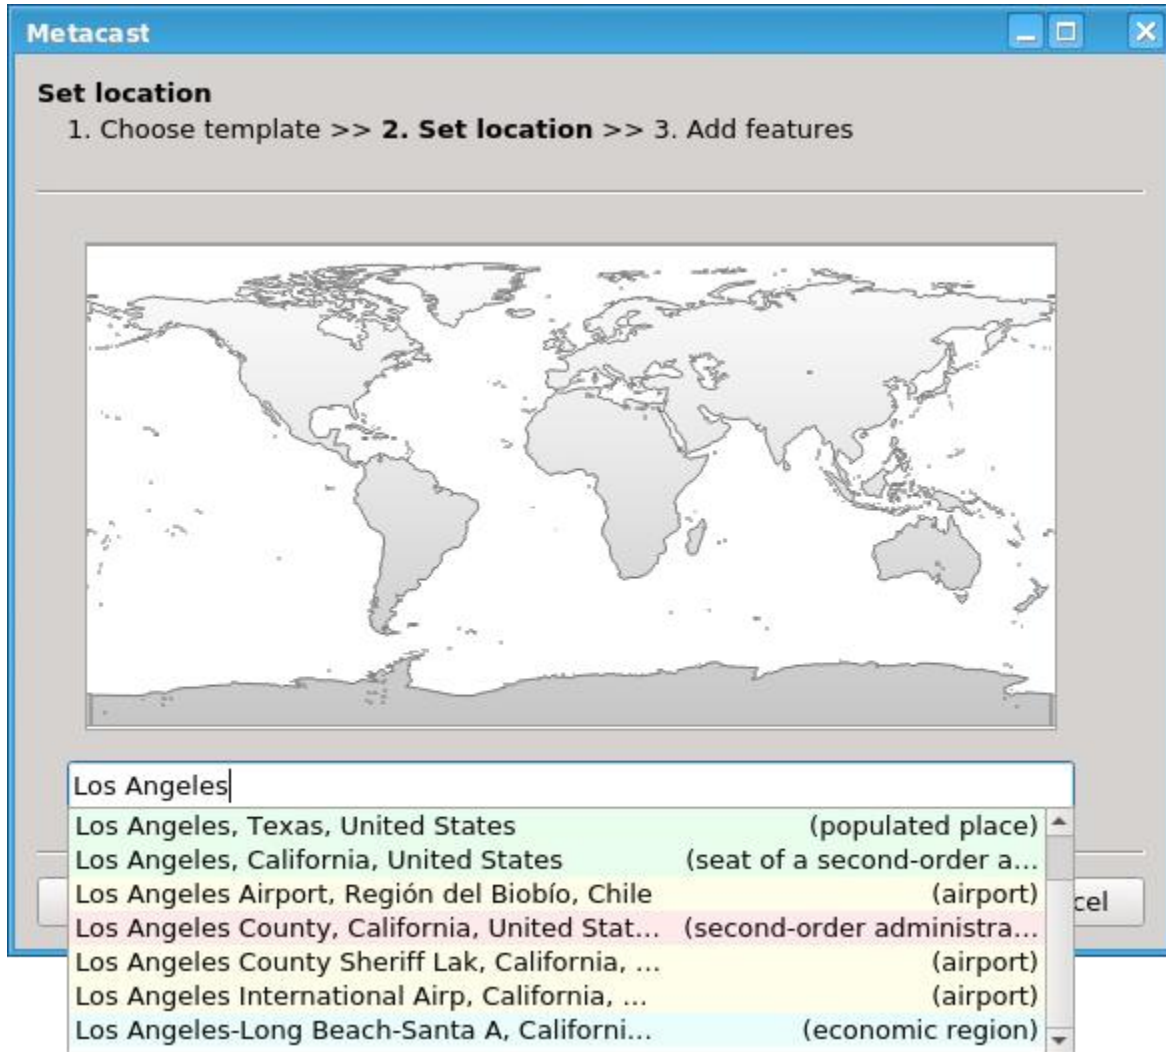 Metacast
Set location
1. Choose template >> 2. Set location >> 3. Add features
Los Angeles
Los Angeles, Texas, United States (populated place)
Los Angeles, California, United States (seat of a second-order a...
Los Angeles Airport, Región del Biobío, Chile (airport)
Los Angeles County, California, United Stat... (second-order administra...
Los Angeles County Sheriff Lak, California, ... (airport)
Los Angeles International Airp, California, ... (airport)
Los Angeles-Long Beach-Santa A, Californi... (economic region)
cel